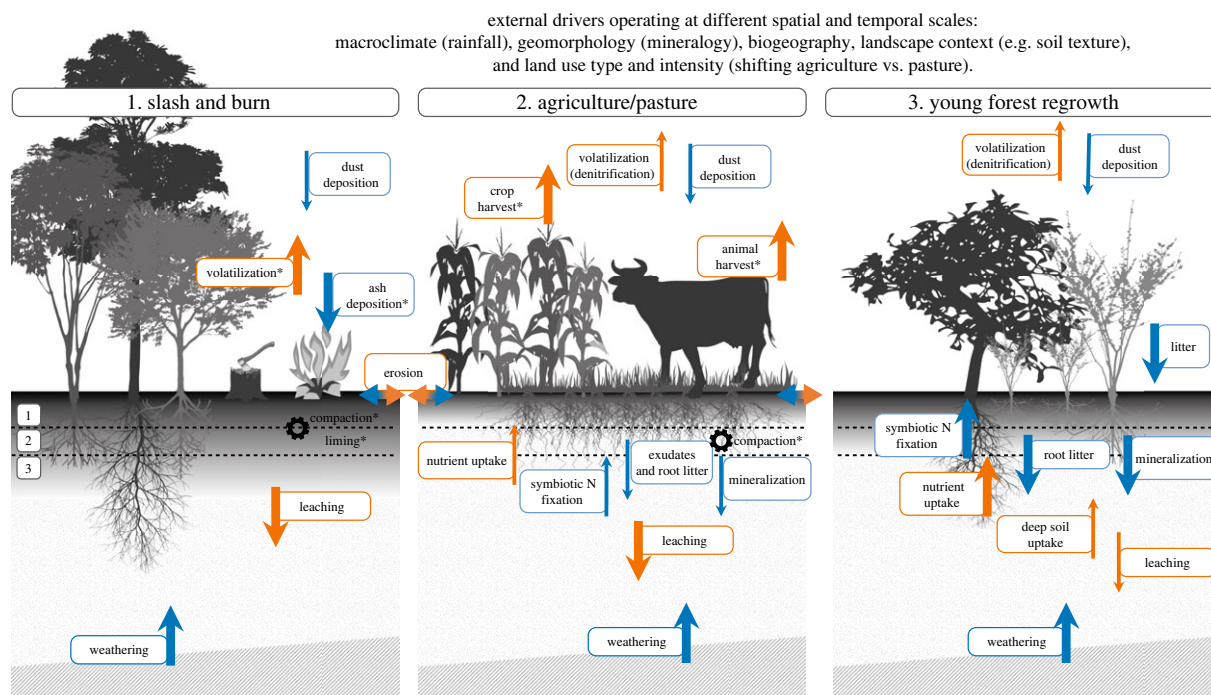 external drivers operating at different spatial and temporal scales:
macroclimate (rainfall), geomorphology (mineralogy), biogeography, landscape context (e.g. soil texture),
and land use type and intensity (shifting agriculture vs. pasture).
1. slash and burn
dust
deposition
volatilization*
ash
deposition*
erosion
1
2
3
compaction*
liming*
leaching
weathering
2. agriculture/pasture
volatilization
(denitrification)
dust
deposition
crop
harvest*
animal
harvest*
compaction*
nutrient uptake
exudates
and root litter
symbiotic N
fixation
mineralization
leaching
weathering
3. young forest regrowth
volatilization
(denitrification)
dust
deposition
litter
symbiotic N
fixation
root litter
mineralization
nutrient
uptake
deep soil
uptake
leaching
weathering